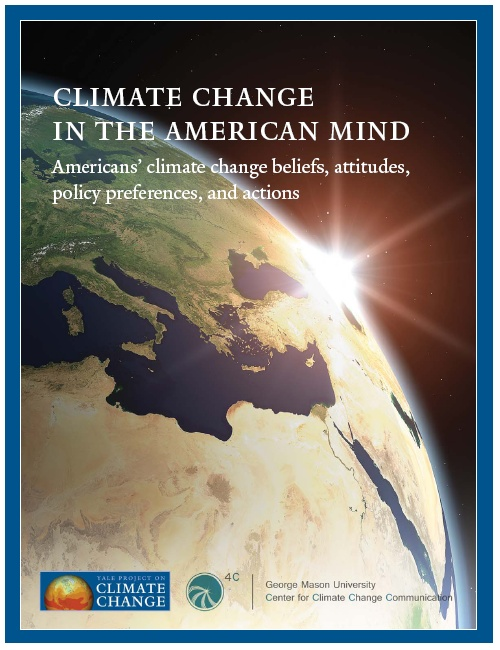 CLIMATE CHANGE
IN THE AMERICAN MIND
Americans' climate change beliefs, attitudes,
policy preferences, and actions
YALE PROJECT ON
CLIMATE
CHANGE
4C
George Mason University
Center for Climate Change Communication